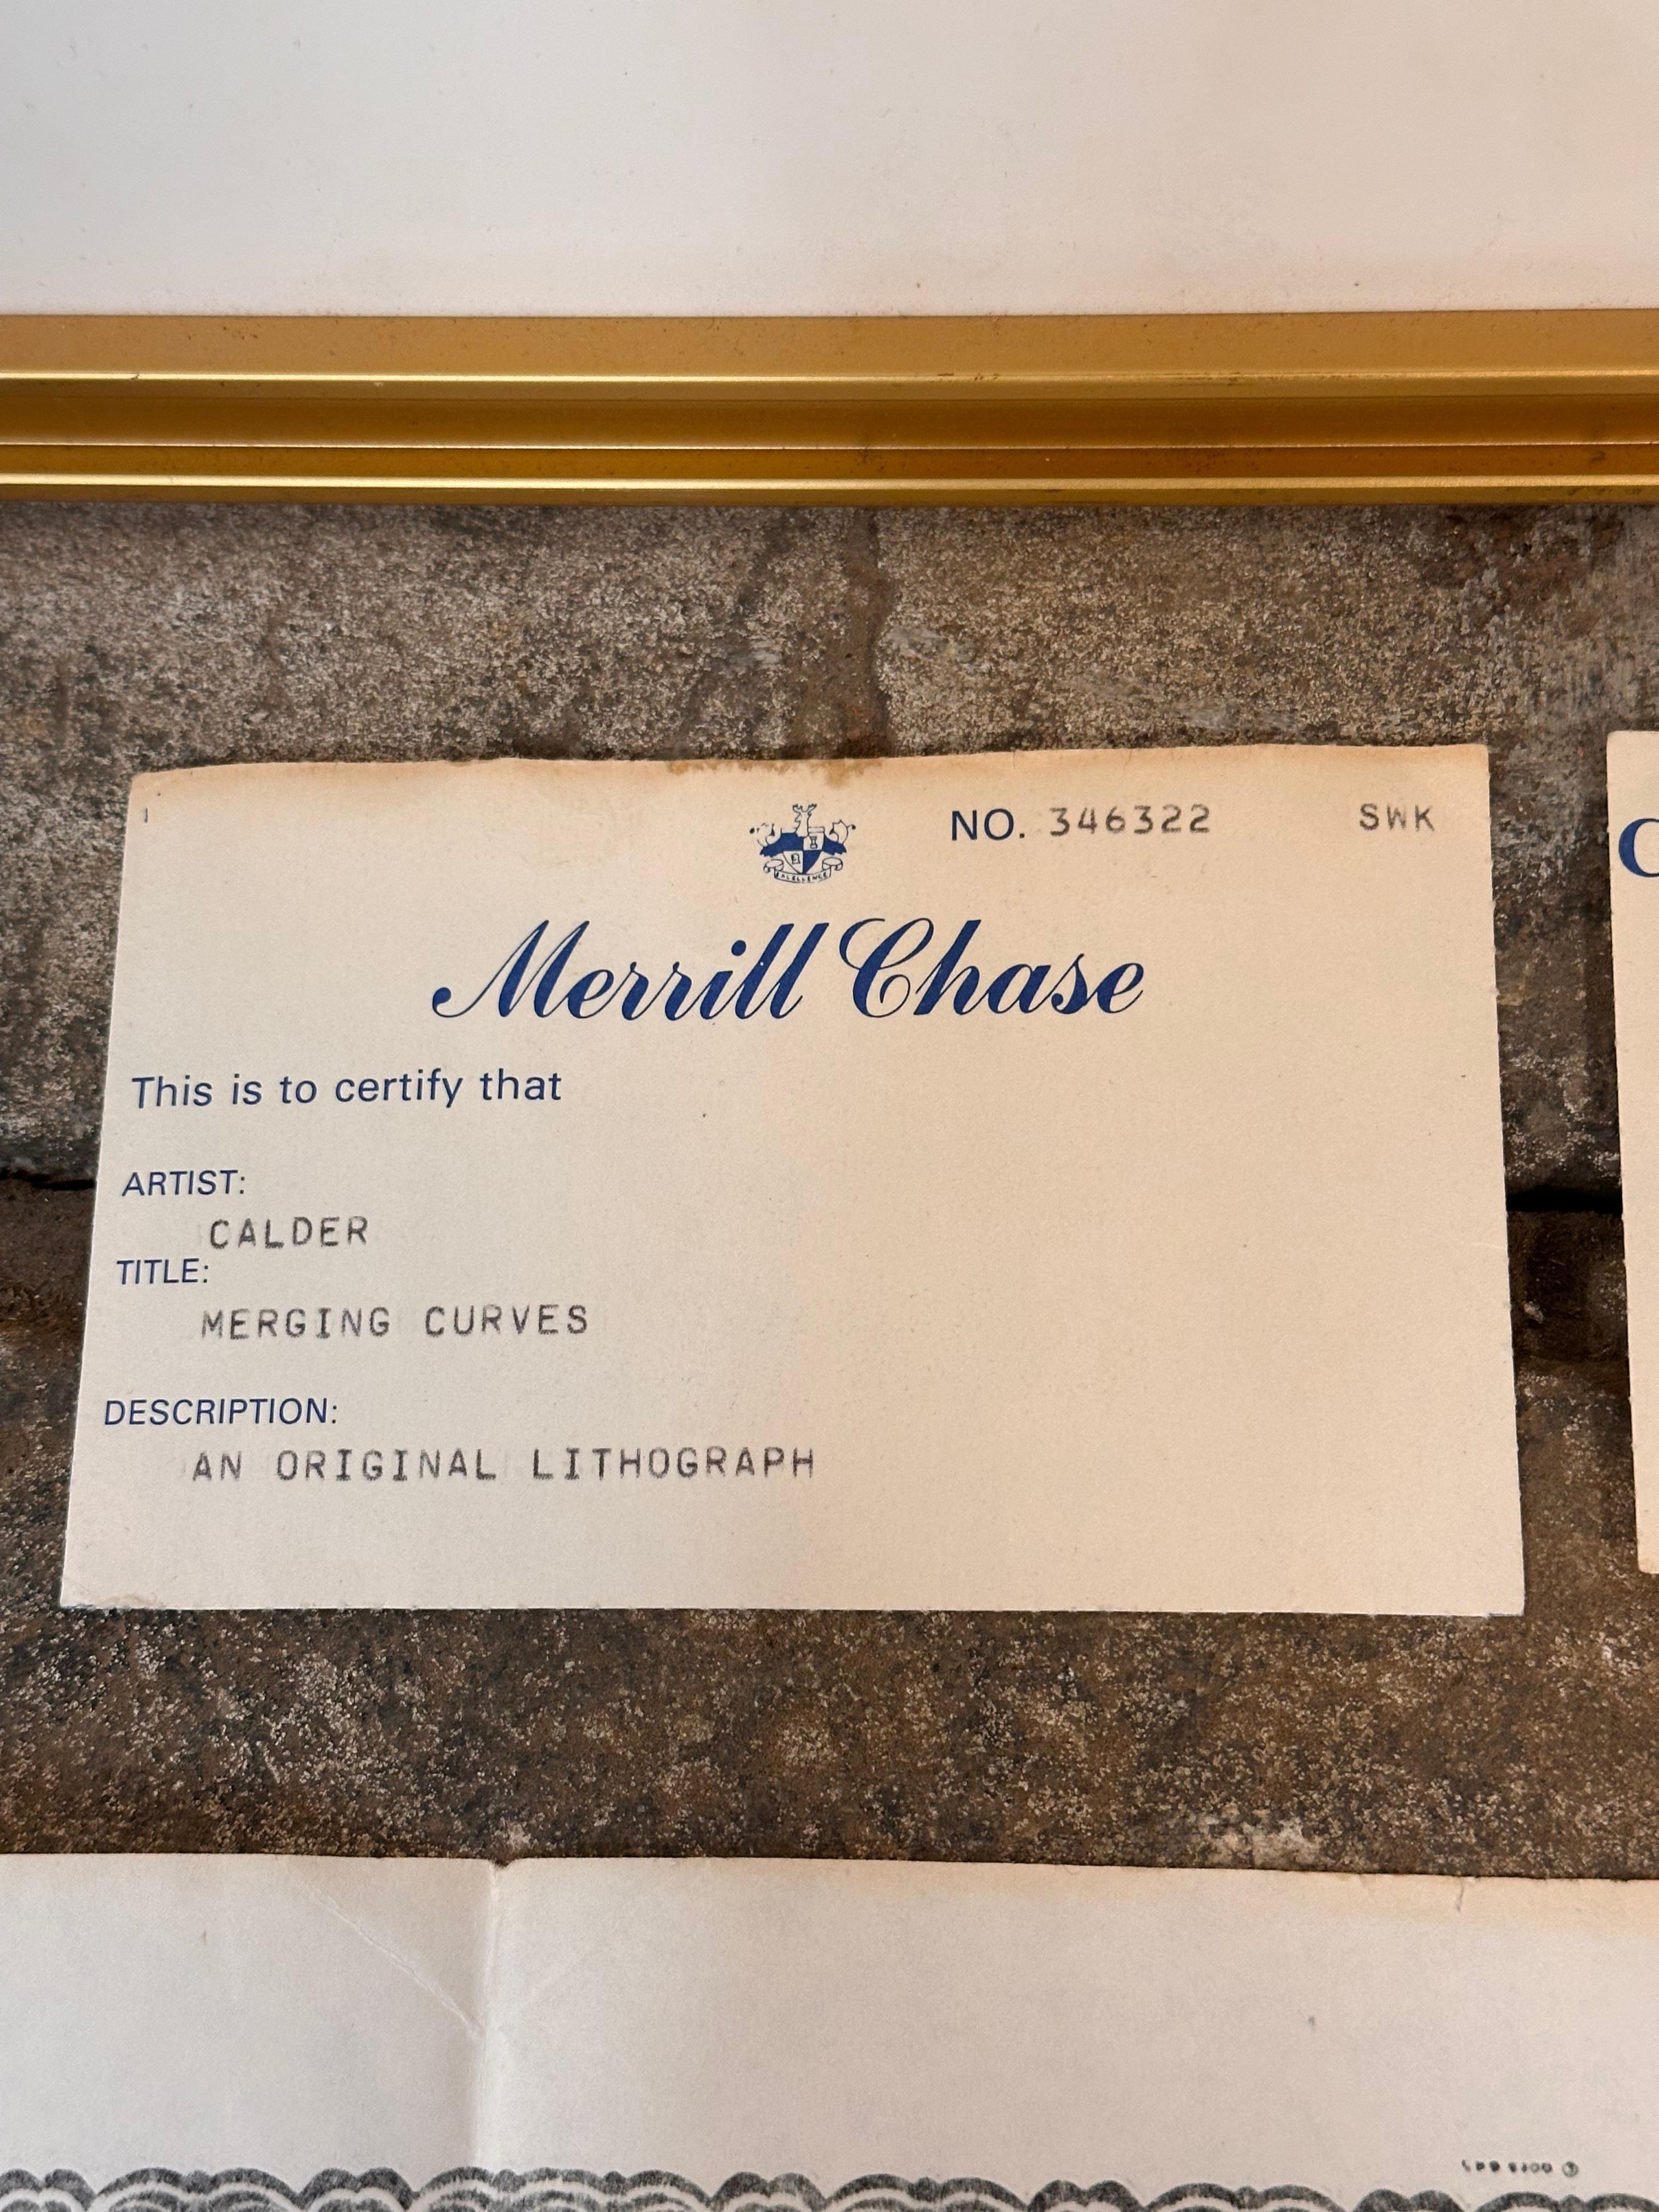 NO. 346322 SWK
EXCELLENCE
Merrill Chase
This is to certify that
ARTIST:
CALDER
TITLE:
MERGING CURVES
DESCRIPTION:
AN ORIGINAL LITHOGRAPH